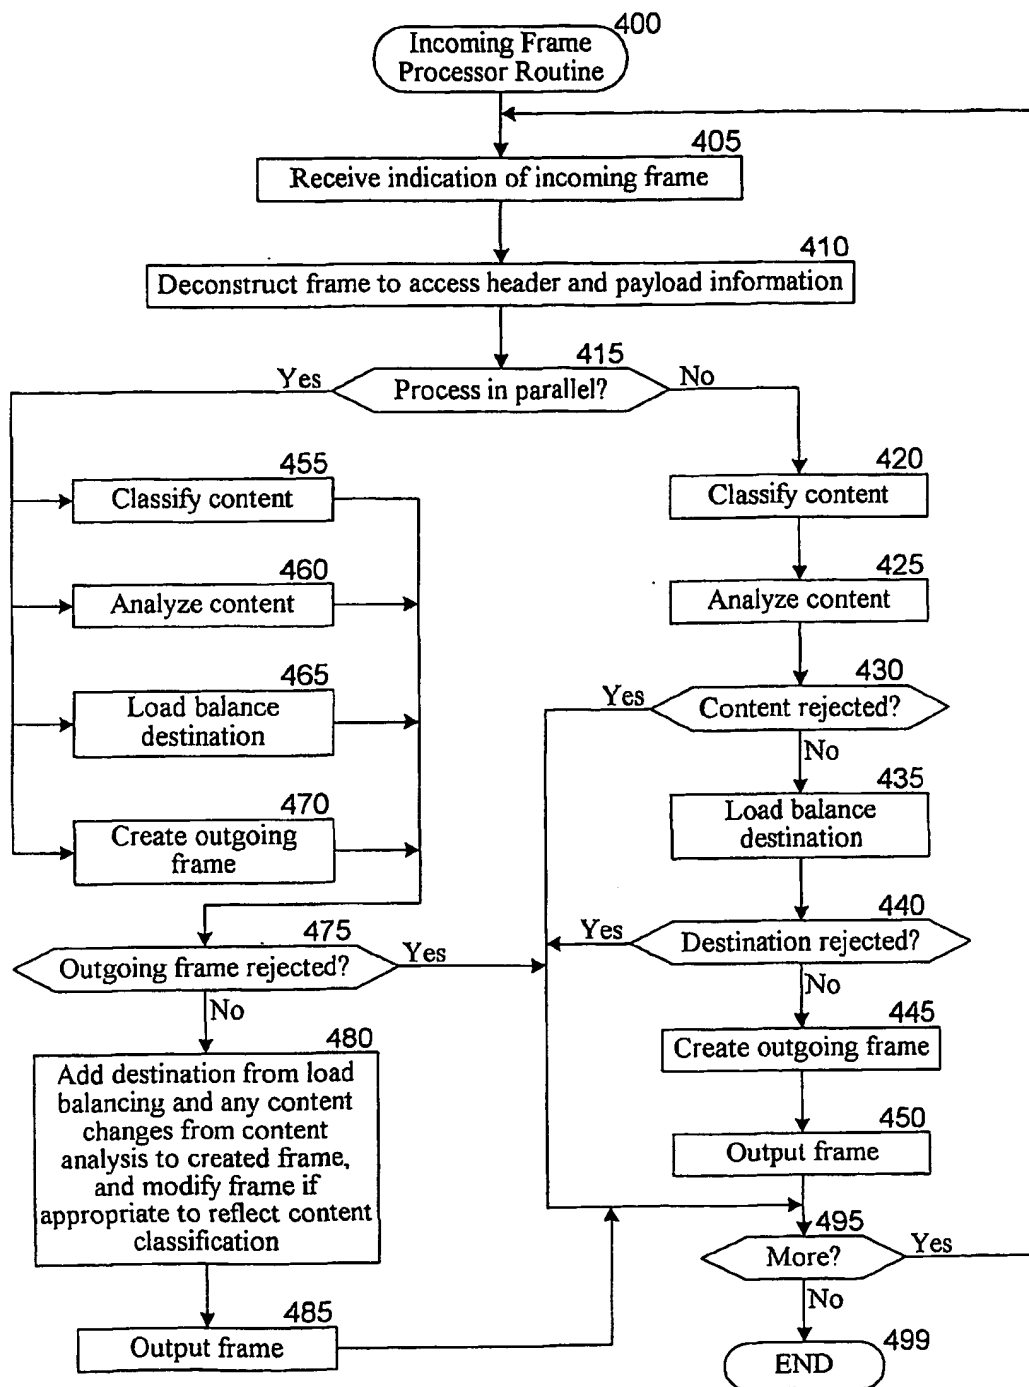 400
Incoming Frame
Processor Routine
405
Receive indication of incoming frame
410
Deconstruct frame to access header and payload information
415
Yes
Process in parallel?
No
455
Classify content
460
Analyze content
465
Load balance
destination
470
Create outgoing
frame
475
Outgoing frame rejected?
Yes
No
480
Add destination from load
balancing and any content
changes from content
analysis to created frame,
and modify frame if
appropriate to reflect content
classification
485
Output frame
420
Classify content
425
Analyze content
430
Yes
Content rejected?
No
435
Load balance
destination
440
Yes
Destination rejected?
No
445
Create outgoing frame
450
Output frame
495
More?
Yes
No
499
END